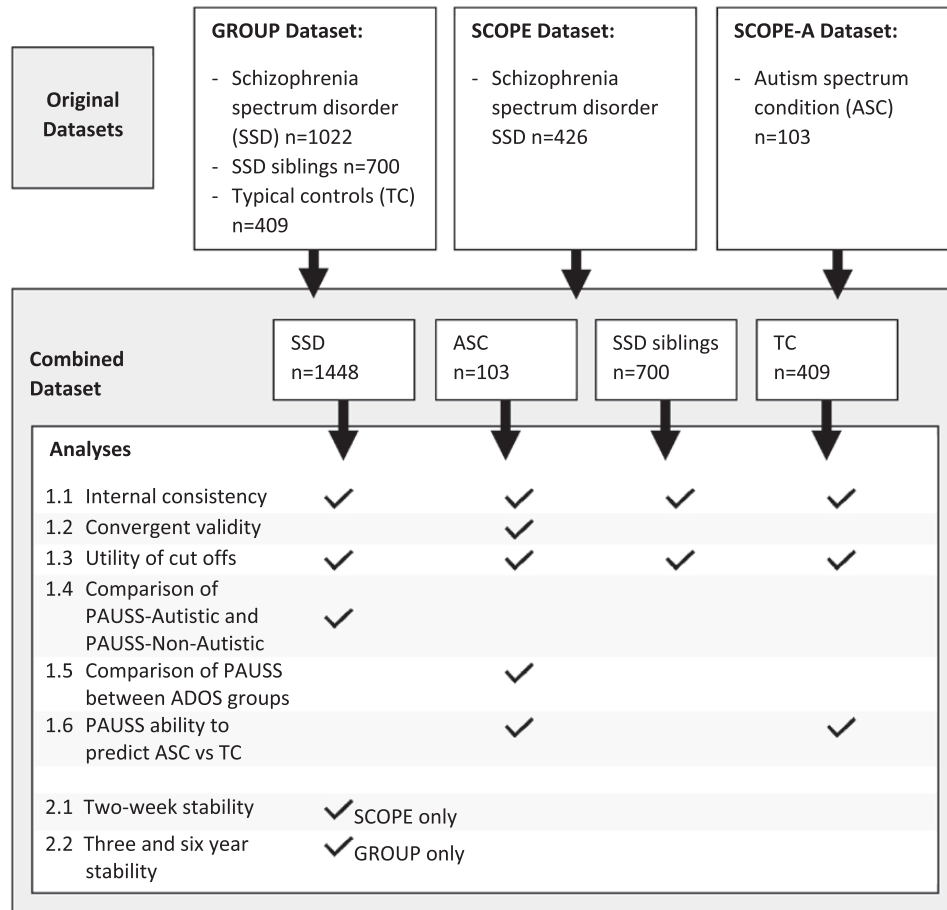 Original
Datasets
GROUP Dataset:
- Schizophrenia
spectrum disorder
(SSD) n=1022
- SSD siblings n=700
- Typical controls (TC)
n=409
SCOPE Dataset:
- Schizophrenia
spectrum disorder
SSD n=426
SCOPE-A Dataset:
- Autism spectrum
condition (ASC)
n=103
Combined
Dataset
SSD
n=1448
ASC
n=103
SSD siblings
n=700
TC
n=409
Analyses
1.1 Internal consistency ✓ ✓ ✓ ✓
1.2 Convergent validity ✓
1.3 Utility of cut offs ✓ ✓ ✓ ✓
1.4 Comparison of
PAUSS-Autistic and ✓
PAUSS-Non-Autistic
1.5 Comparison of PAUSS ✓
between ADOS groups
1.6 PAUSS ability to ✓ ✓
predict ASC vs TC
2.1 Two-week stability ✓ SCOPE only
2.2 Three and six year ✓ GROUP only
stability